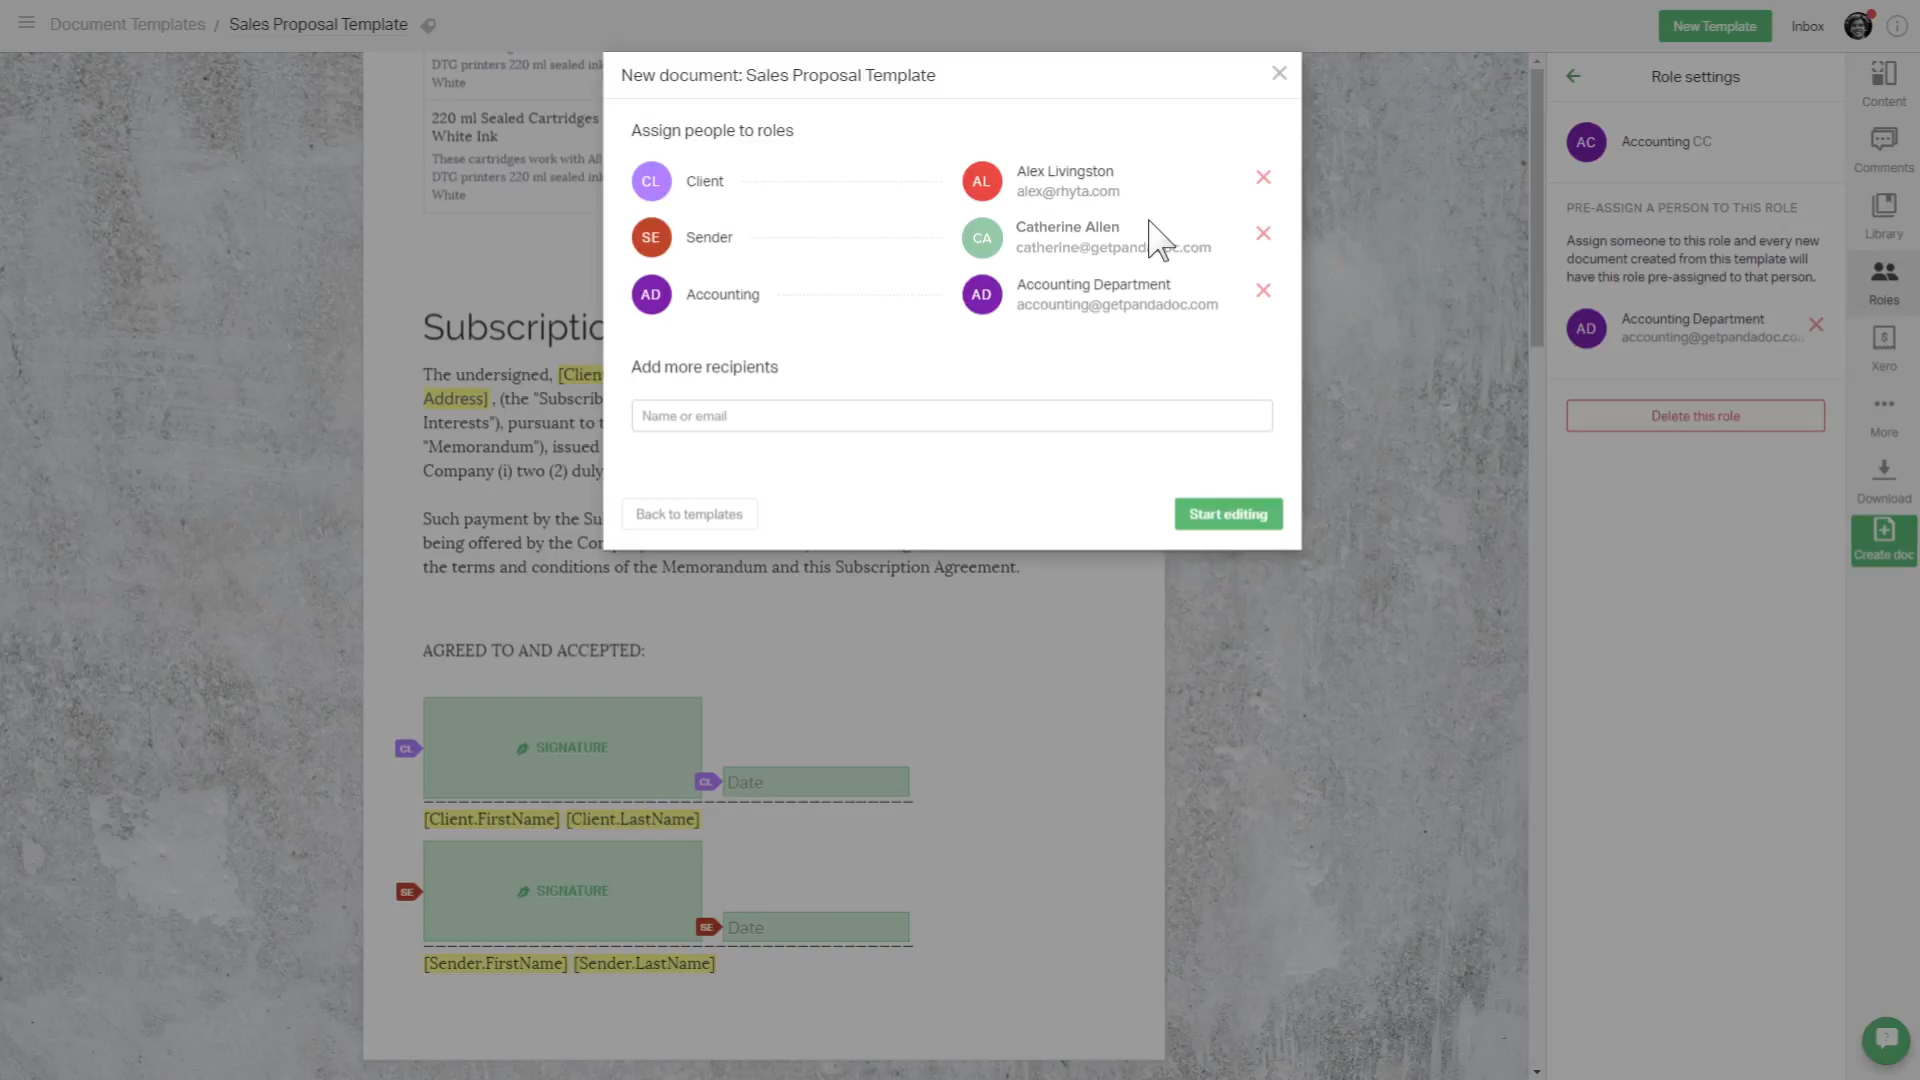 Document Templates / Sales Proposal Template
New Template
Inbox
New document: Sales Proposal Template
Assign people to roles
CL Client
AL Alex Livingston
alex@rhyta.com
SE Sender
CA Catherine Allen
catherine@getpandadoc.com
AD Accounting
AD Accounting Department
accounting@getpandadoc.com
Add more recipients
Name or email
Back to templates
Start editing
DTG printers 220 ml sealed ink
White
220 ml Sealed Cartridges
White Ink
These cartridges work with All
DTG printers 220 ml sealed ink
White
The undersigned, [Client
Address] , (the "Subscrib
Interests"), pursuant to t
"Memorandum"), issued
Company (i) two (2) duly
Such payment by the Su
being offered by the Com
the terms and conditions of the Memorandum and this Subscription Agreement.
AGREED TO AND ACCEPTED:
CL
SIGNATURE
CL
Date
[Client.FirstName] [Client.LastName]
SE
SIGNATURE
SE
Date
[Sender.FirstName] [Sender.LastName]
Role settings
AC Accounting CC
PRE-ASSIGN A PERSON TO THIS ROLE
Assign someone to this role and every new
document created from this template will
have this role pre-assigned to that person.
AD Accounting Department
accounting@getpandadoc.co...
Delete this role
Content
Comments
Library
Roles
Xero
More
Download
Create doc